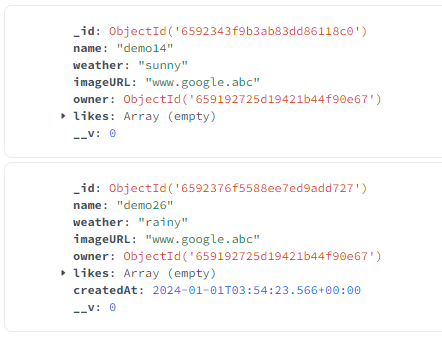 _id: ObjectId('6592343f9b3ab83dd86118c0')
name: "demo14"
weather: "sunny"
imageURL: "www.google.abc"
owner: ObjectId('659192725d19421b44f90e67')
likes: Array (empty)
__v: 0
_id: ObjectId('6592376f5588ee7ed9add727')
name: "demo26"
weather: "rainy"
imageURL: "www.google.abc"
owner: ObjectId('659192725d19421b44f90e67')
likes: Array (empty)
createdAt: 2024-01-01T03:54:23.566+00:00
__v: 0